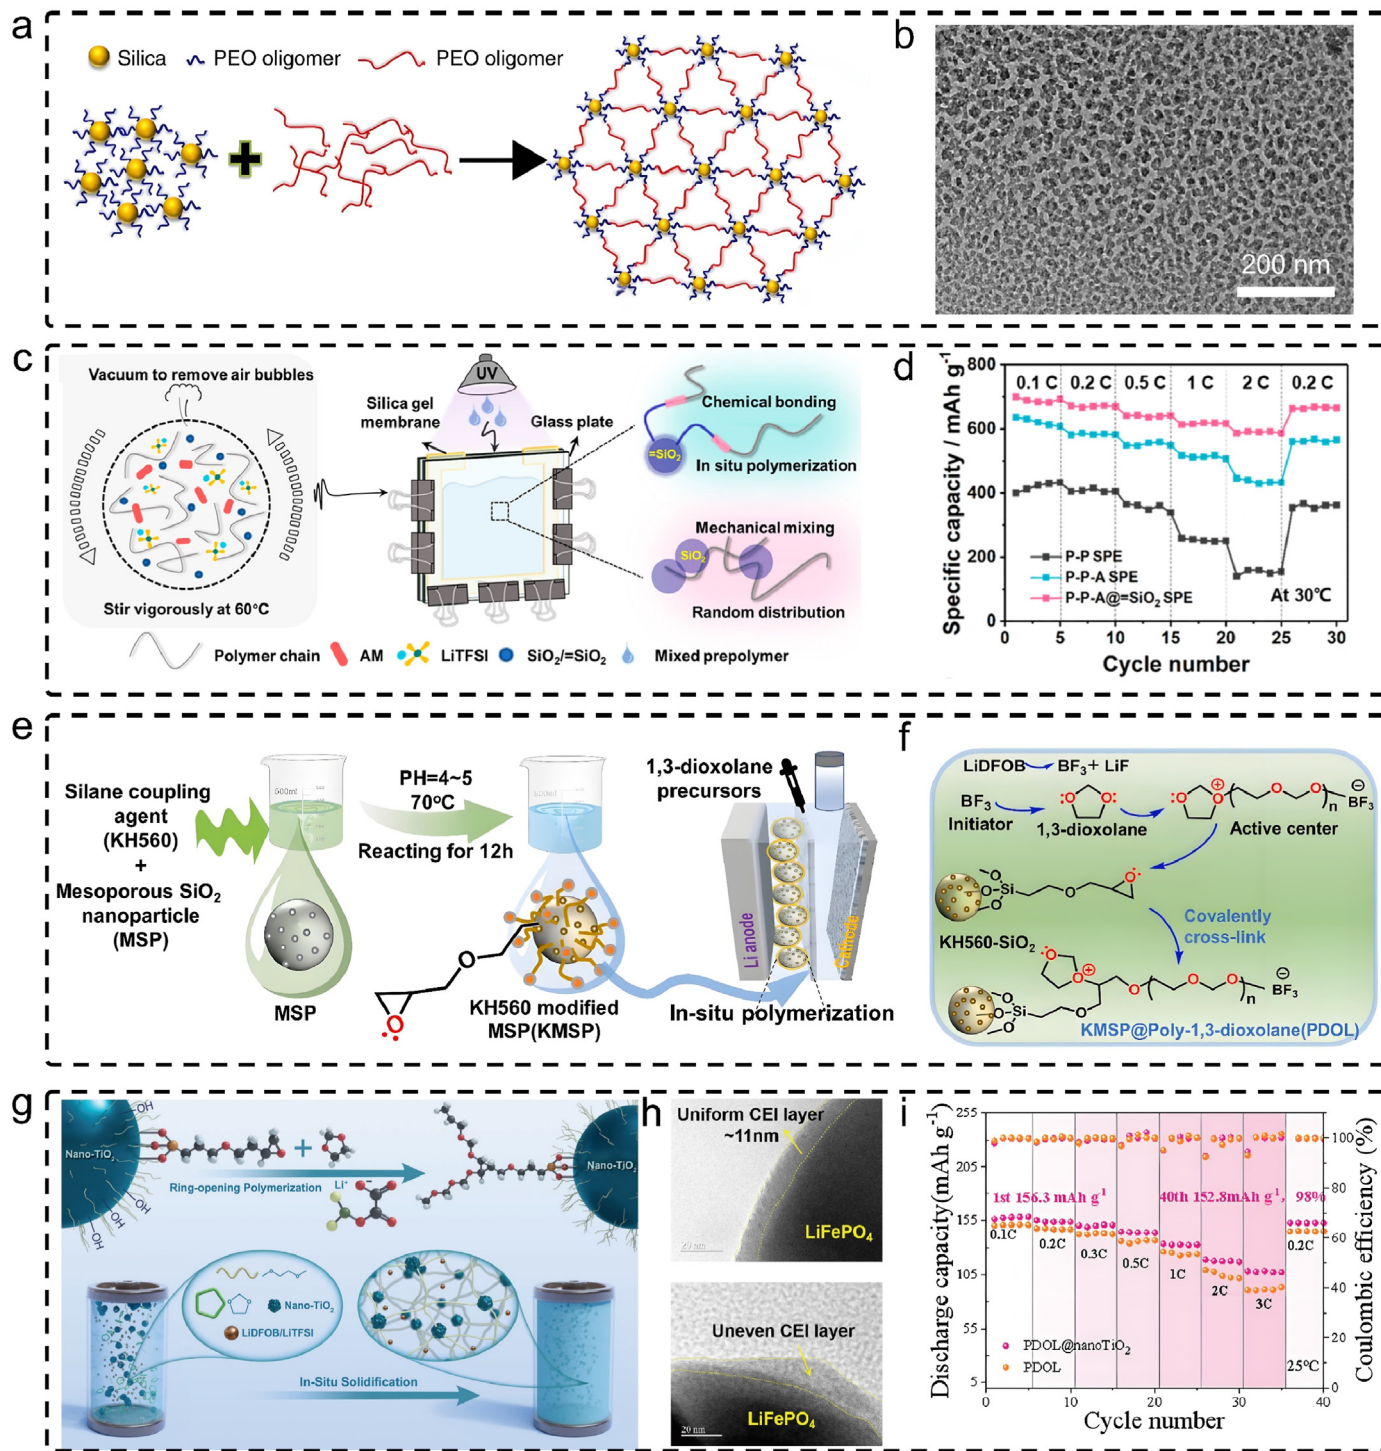 a
Silica
PEO oligomer
PEO oligomer
b
200 nm
c
Vacuum to remove air bubbles
Stir vigorously at 60°C
UV
Silica gel
membrane
Glass plate
Chemical bonding
=SiO2
In situ polymerization
Mechanical mixing
SiO2
Random distribution
Polymer chain
AM
LiTFSI
SiO2/=SiO2
Mixed prepolymer
d
Specific capacity / mAh g-1
800
600
400
200
0
0.1 C
0.2 C
0.5 C
1 C
2 C
0.2 C
P-P SPE
P-P-A SPE
P-P-A@=SiO2 SPE
At 30℃
0 5 10 15 20 25 30
Cycle number
e
Silane coupling
agent
(KH560)
+
Mesoporous SiO2
nanoparticle
(MSP)
MSP
PH=4~5
70oC
Reacting for 12h
KH560 modified
MSP(KMSP)
O
O
1,3-dioxolane
precursors
Li anode
Cathode
In-situ polymerization
f
LiDFOB
BF3+ LiF
BF3
Initiator
1,3-dioxolane
Active center
KH560-SiO2
Covalently
cross-link
KMSP@Poly-1,3-dioxolane(PDOL)
g
Nano-TiO2
OH
Ring-opening Polymerization
Li+
Nano-TiO2
Nano-TiO2
LiDFOB/LiTFSI
In-Situ Solidification
h
Uniform CEI layer
~11nm
LiFePO4
20 nm
Uneven CEI layer
LiFePO4
20 nm
i
Discharge capacity(mAh g-1)
255
205
155
105
55
5
1st 156.3 mAh g-1
40th 152.8mAh g-1, 98%
0.1C
0.2C
0.3C
0.5C
1C
2C
3C
0.2C
PDOL@nanoTiO2
PDOL
25°C
0 10 20 30 40
Cycle number
100
80
60
40
20
0
Coulombic efficiency (%)